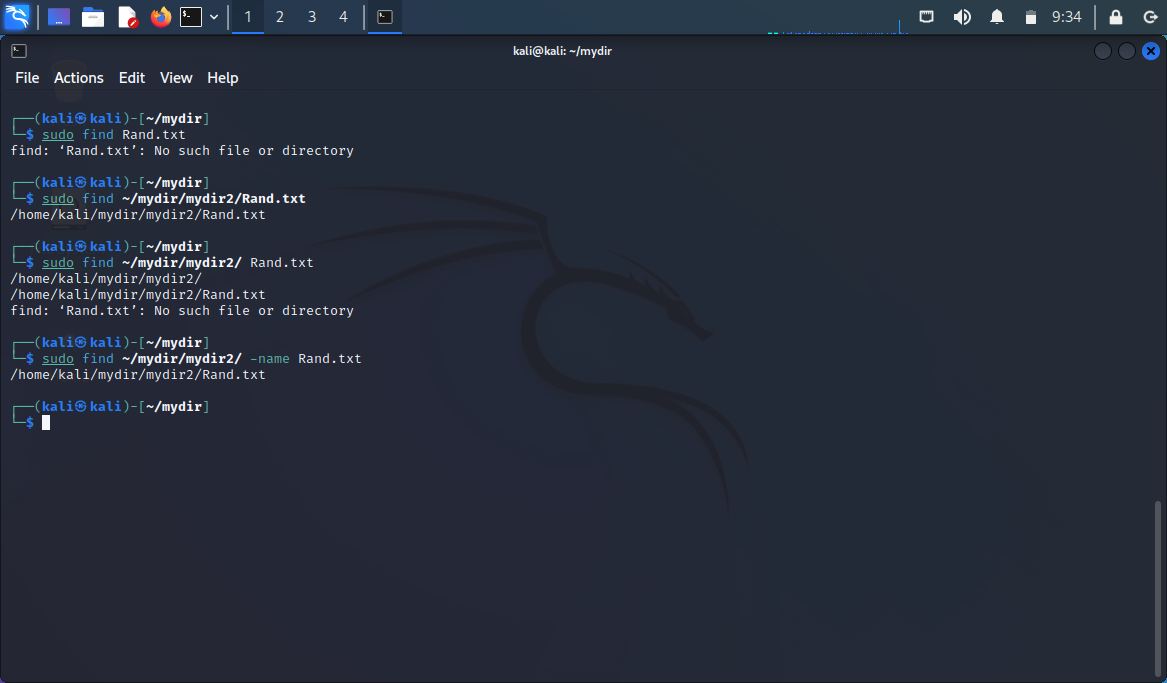 1 2 3 4 9:34
kali@kali: ~/mydir
File Actions Edit View Help
┌──(kali㉿kali)-[~/mydir]
└─$ sudo find Rand.txt
find: ‘Rand.txt’: No such file or directory
┌──(kali㉿kali)-[~/mydir]
└─$ sudo find ~/mydir/mydir2/Rand.txt
/home/kali/mydir/mydir2/Rand.txt
┌──(kali㉿kali)-[~/mydir]
└─$ sudo find ~/mydir/mydir2/ Rand.txt
/home/kali/mydir/mydir2/
/home/kali/mydir/mydir2/Rand.txt
find: ‘Rand.txt’: No such file or directory
┌──(kali㉿kali)-[~/mydir]
└─$ sudo find ~/mydir/mydir2/ -name Rand.txt
/home/kali/mydir/mydir2/Rand.txt
┌──(kali㉿kali)-[~/mydir]
└─$